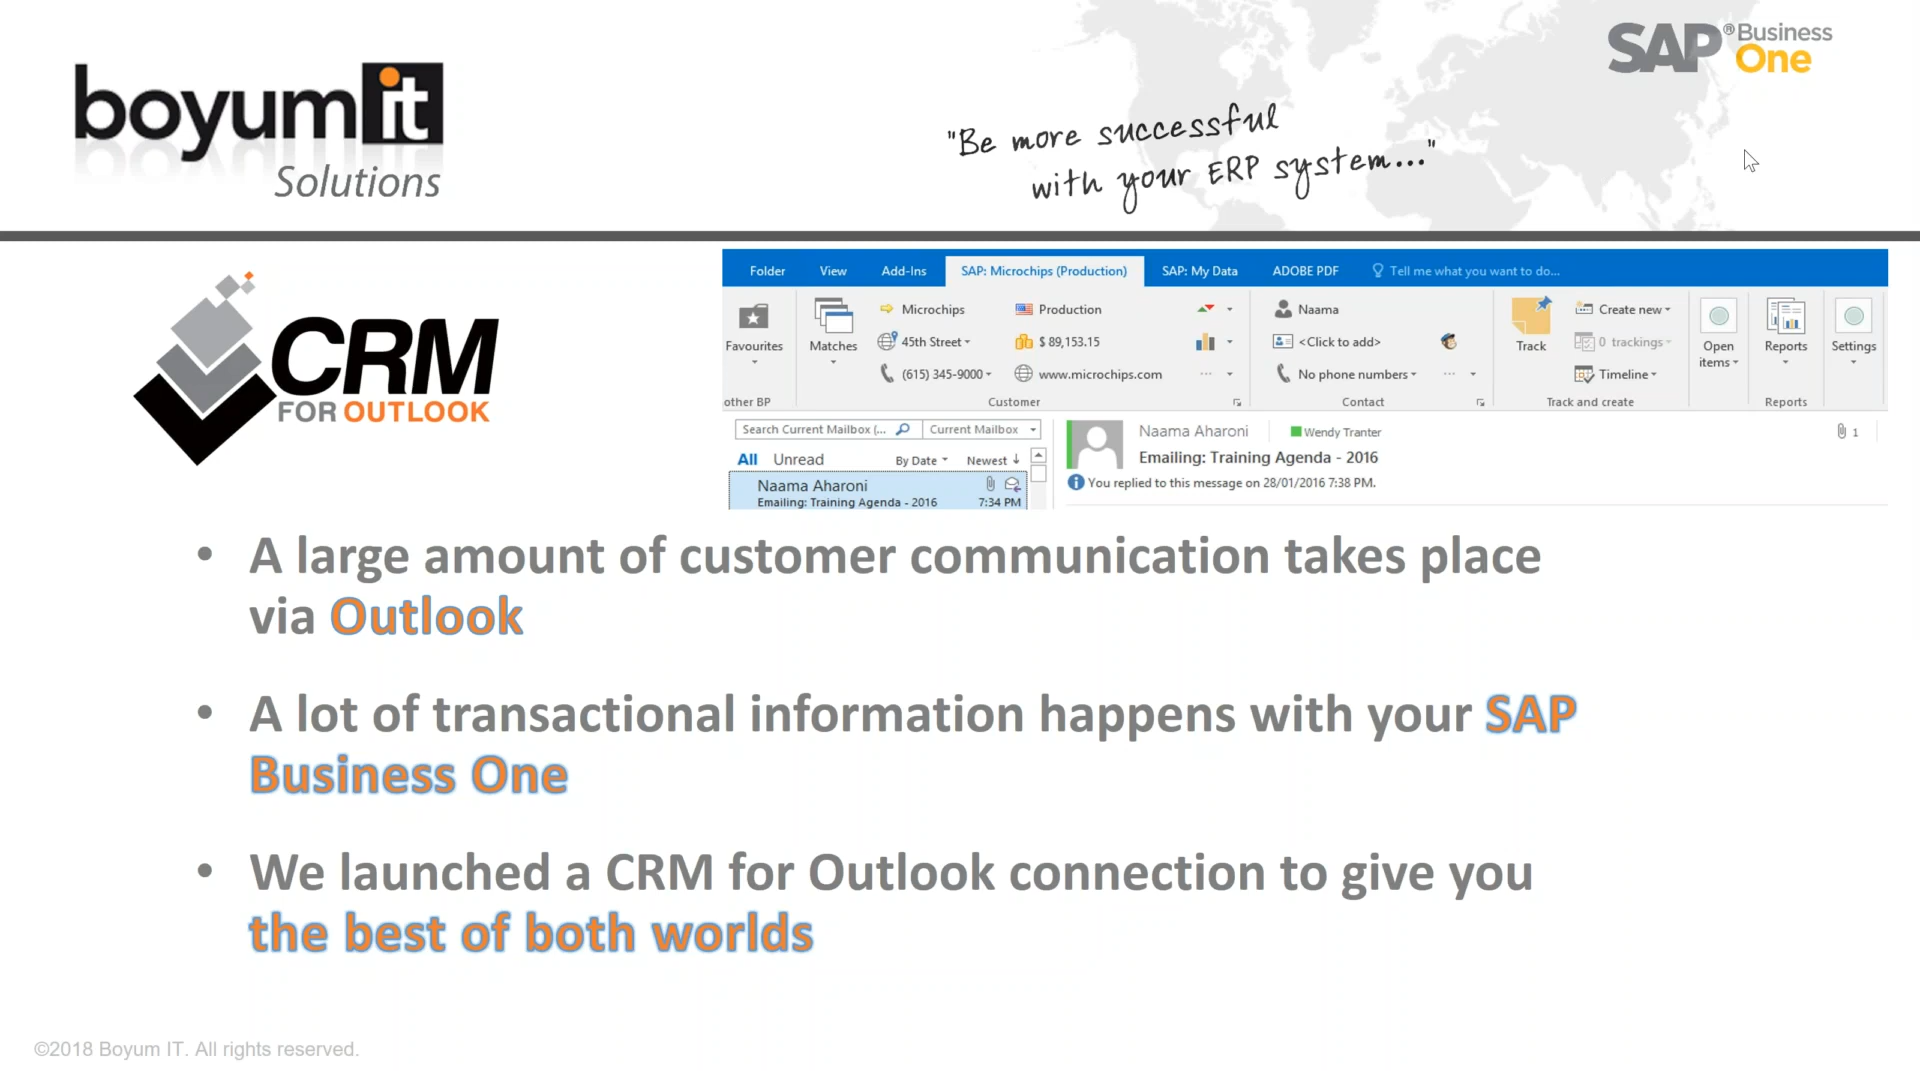 boyumit
Solutions
"Be more successful
with your ERP system..."
SAP® Business
One
CRM
FOR OUTLOOK
Folder View Add-Ins SAP: Microchips (Production) SAP: My Data ADOBE PDF Tell me what you want to do...
Favourites
other BP
Matches
Microchips Production
45th Street $ 89,153.15
(615) 345-9000 www.microchips.com ...
Customer
Naama
<Click to add>
No phone numbers ...
Contact
Track
Create new
0 trackings
Timeline
Track and create
Open
items
Reports
Reports
Settings
Search Current Mailbox (... Current Mailbox
All Unread By Date Newest ↓
Naama Aharoni
Emailing: Training Agenda - 2016 7:34 PM
Naama Aharoni Wendy Tranter 1
Emailing: Training Agenda - 2016
You replied to this message on 28/01/2016 7:38 PM.
• A large amount of customer communication takes place
via Outlook
• A lot of transactional information happens with your SAP
Business One
• We launched a CRM for Outlook connection to give you
the best of both worlds
©2018 Boyum IT. All rights reserved.